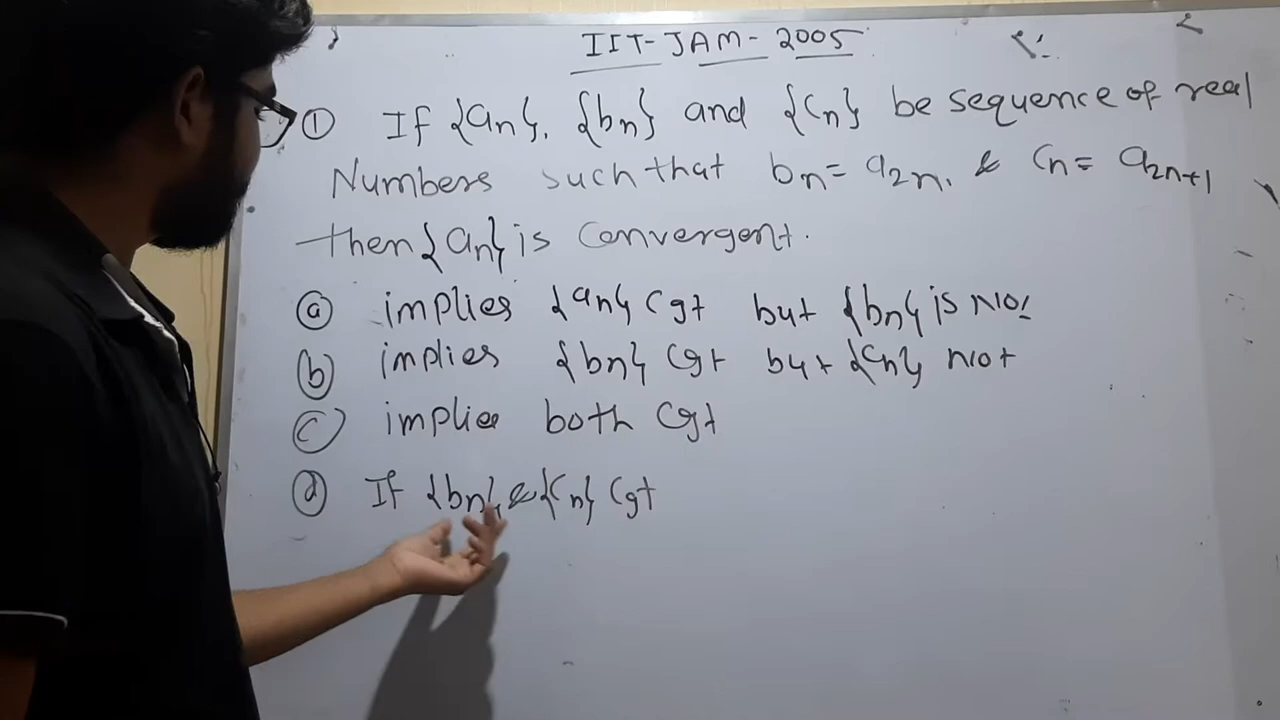 IIT-JAM-2005
① If {an}, {bn} and {Cn} be sequence of real
Numbers such that bn = a2n, & Cn = a2n+1
then {an} is Convergent.
ⓐ implies {an} Cgt but {bn} is not
ⓑ implies {bn} Cgt but {Cn} not
ⓒ implies both Cgt
ⓓ If {bn} & {Cn} Cgt